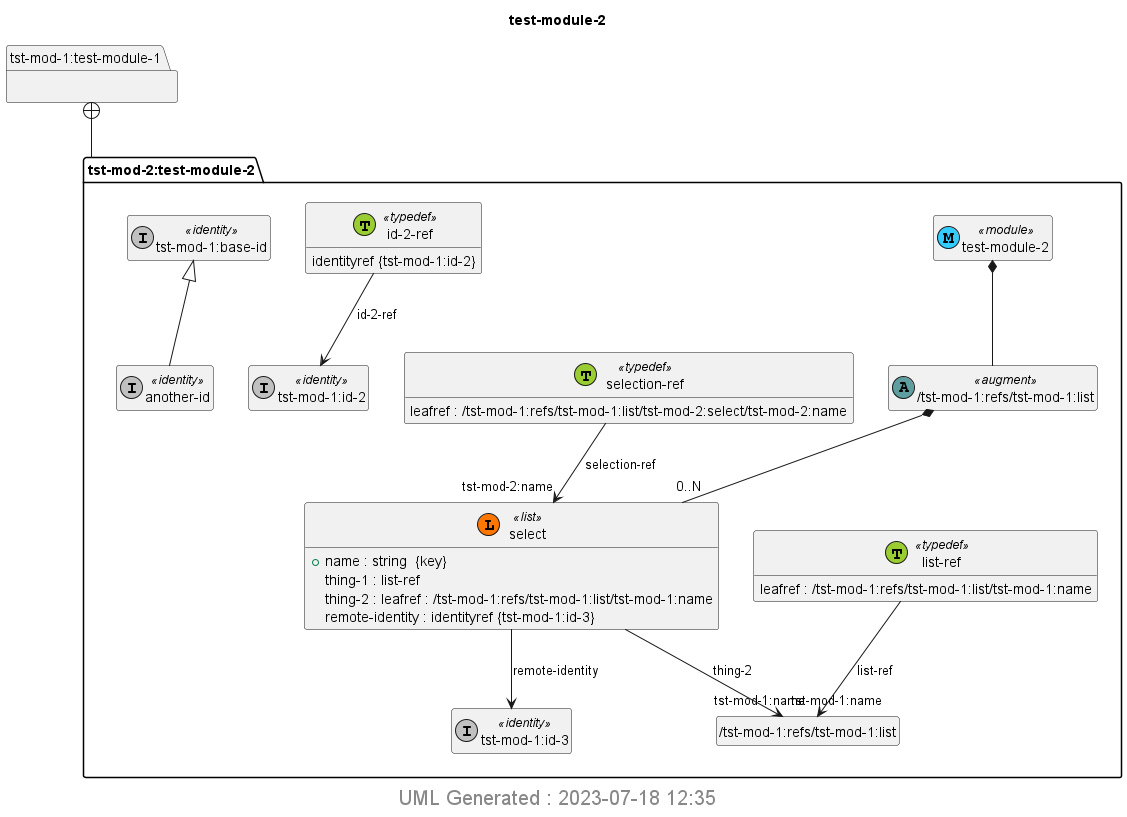 test-module-2
tst-mod-1:test-module-1
tst-mod-2:test-module-2
«identity»
I
tst-mod-1:base-id
«typedef»
T
id-2-ref
identityref {tst-mod-1:id-2}
«module»
M
test-module-2
id-2-ref
«identity»
I
another-id
«identity»
I
tst-mod-1:id-2
«typedef»
T
selection-ref
leafref : /tst-mod-1:refs/tst-mod-1:list/tst-mod-2:select/tst-mod-2:name
«augment»
A
/tst-mod-1:refs/tst-mod-1:list
selection-ref
tst-mod-2:name
0..N
«list»
L
select
name : string  {key}
thing-1 : list-ref
thing-2 : leafref : /tst-mod-1:refs/tst-mod-1:list/tst-mod-1:name
remote-identity : identityref {tst-mod-1:id-3}
«typedef»
T
list-ref
leafref : /tst-mod-1:refs/tst-mod-1:list/tst-mod-1:name
remote-identity
thing-2
list-ref
tst-mod-1:name
tst-mod-1:name
«identity»
I
tst-mod-1:id-3
/tst-mod-1:refs/tst-mod-1:list
UML Generated : 2023-07-18 12:35